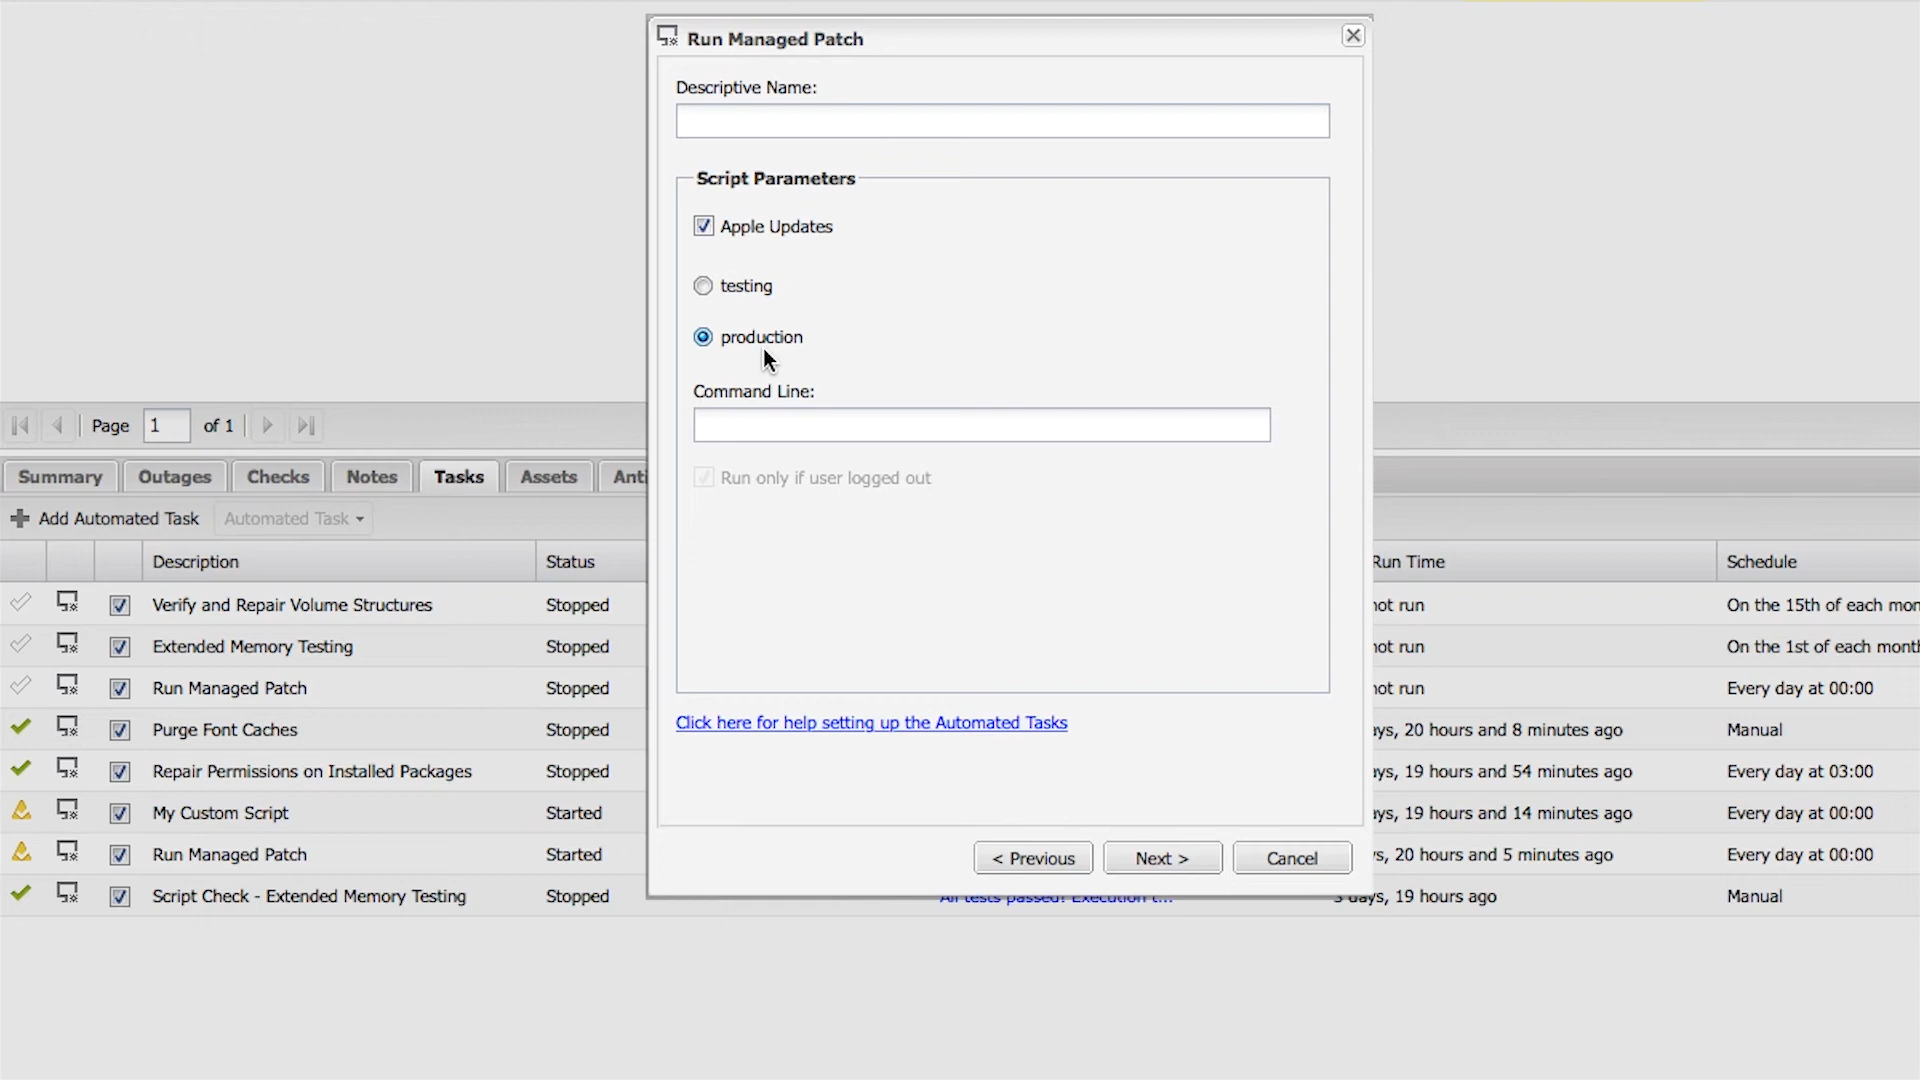 Run Managed Patch
Descriptive Name:
Script Parameters
Apple Updates
testing
production
Command Line:
Run only if user logged out
Click here for help setting up the Automated Tasks
< Previous Next > Cancel
Page 1 of 1
Summary Outages Checks Notes Tasks Assets Anti
Add Automated Task Automated Task
Description Status Run Time Schedule
Verify and Repair Volume Structures Stopped not run On the 15th of each mon
Extended Memory Testing Stopped not run On the 1st of each month
Run Managed Patch Stopped not run Every day at 00:00
Purge Font Caches Stopped ays, 20 hours and 8 minutes ago Manual
Repair Permissions on Installed Packages Stopped ays, 19 hours and 54 minutes ago Every day at 03:00
My Custom Script Started ays, 19 hours and 14 minutes ago Every day at 00:00
Run Managed Patch Started ys, 20 hours and 5 minutes ago Every day at 00:00
Script Check - Extended Memory Testing Stopped All tests passed! Execution t... 3 days, 19 hours ago Manual